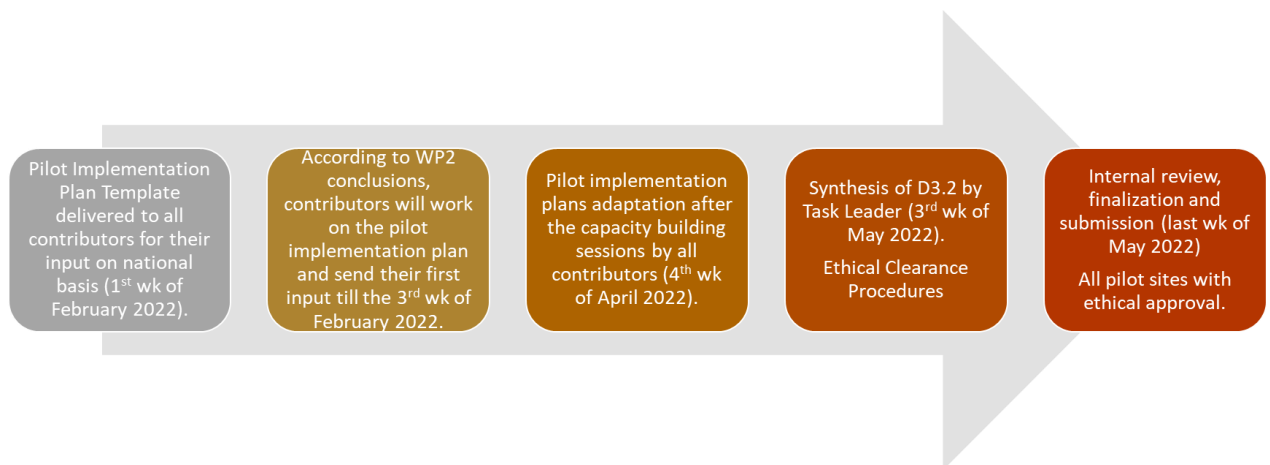 Pilot Implementation
Plan Template
delivered to all
contributors for their
input on national
basis (1st wk of
February 2022).
According to WP2
conclusions,
contributors will work
on the pilot
implementation plan
and send their first
input till the 3rd wk of
February 2022.
Pilot implementation
plans adaptation after
the capacity building
sessions by all
contributors (4th wk
of April 2022).
Synthesis of D3.2 by
Task Leader (3rd wk of
May 2022).
Ethical Clearance
Procedures
Internal review,
finalization and
submission (last wk of
May 2022)
All pilot sites with
ethical approval.